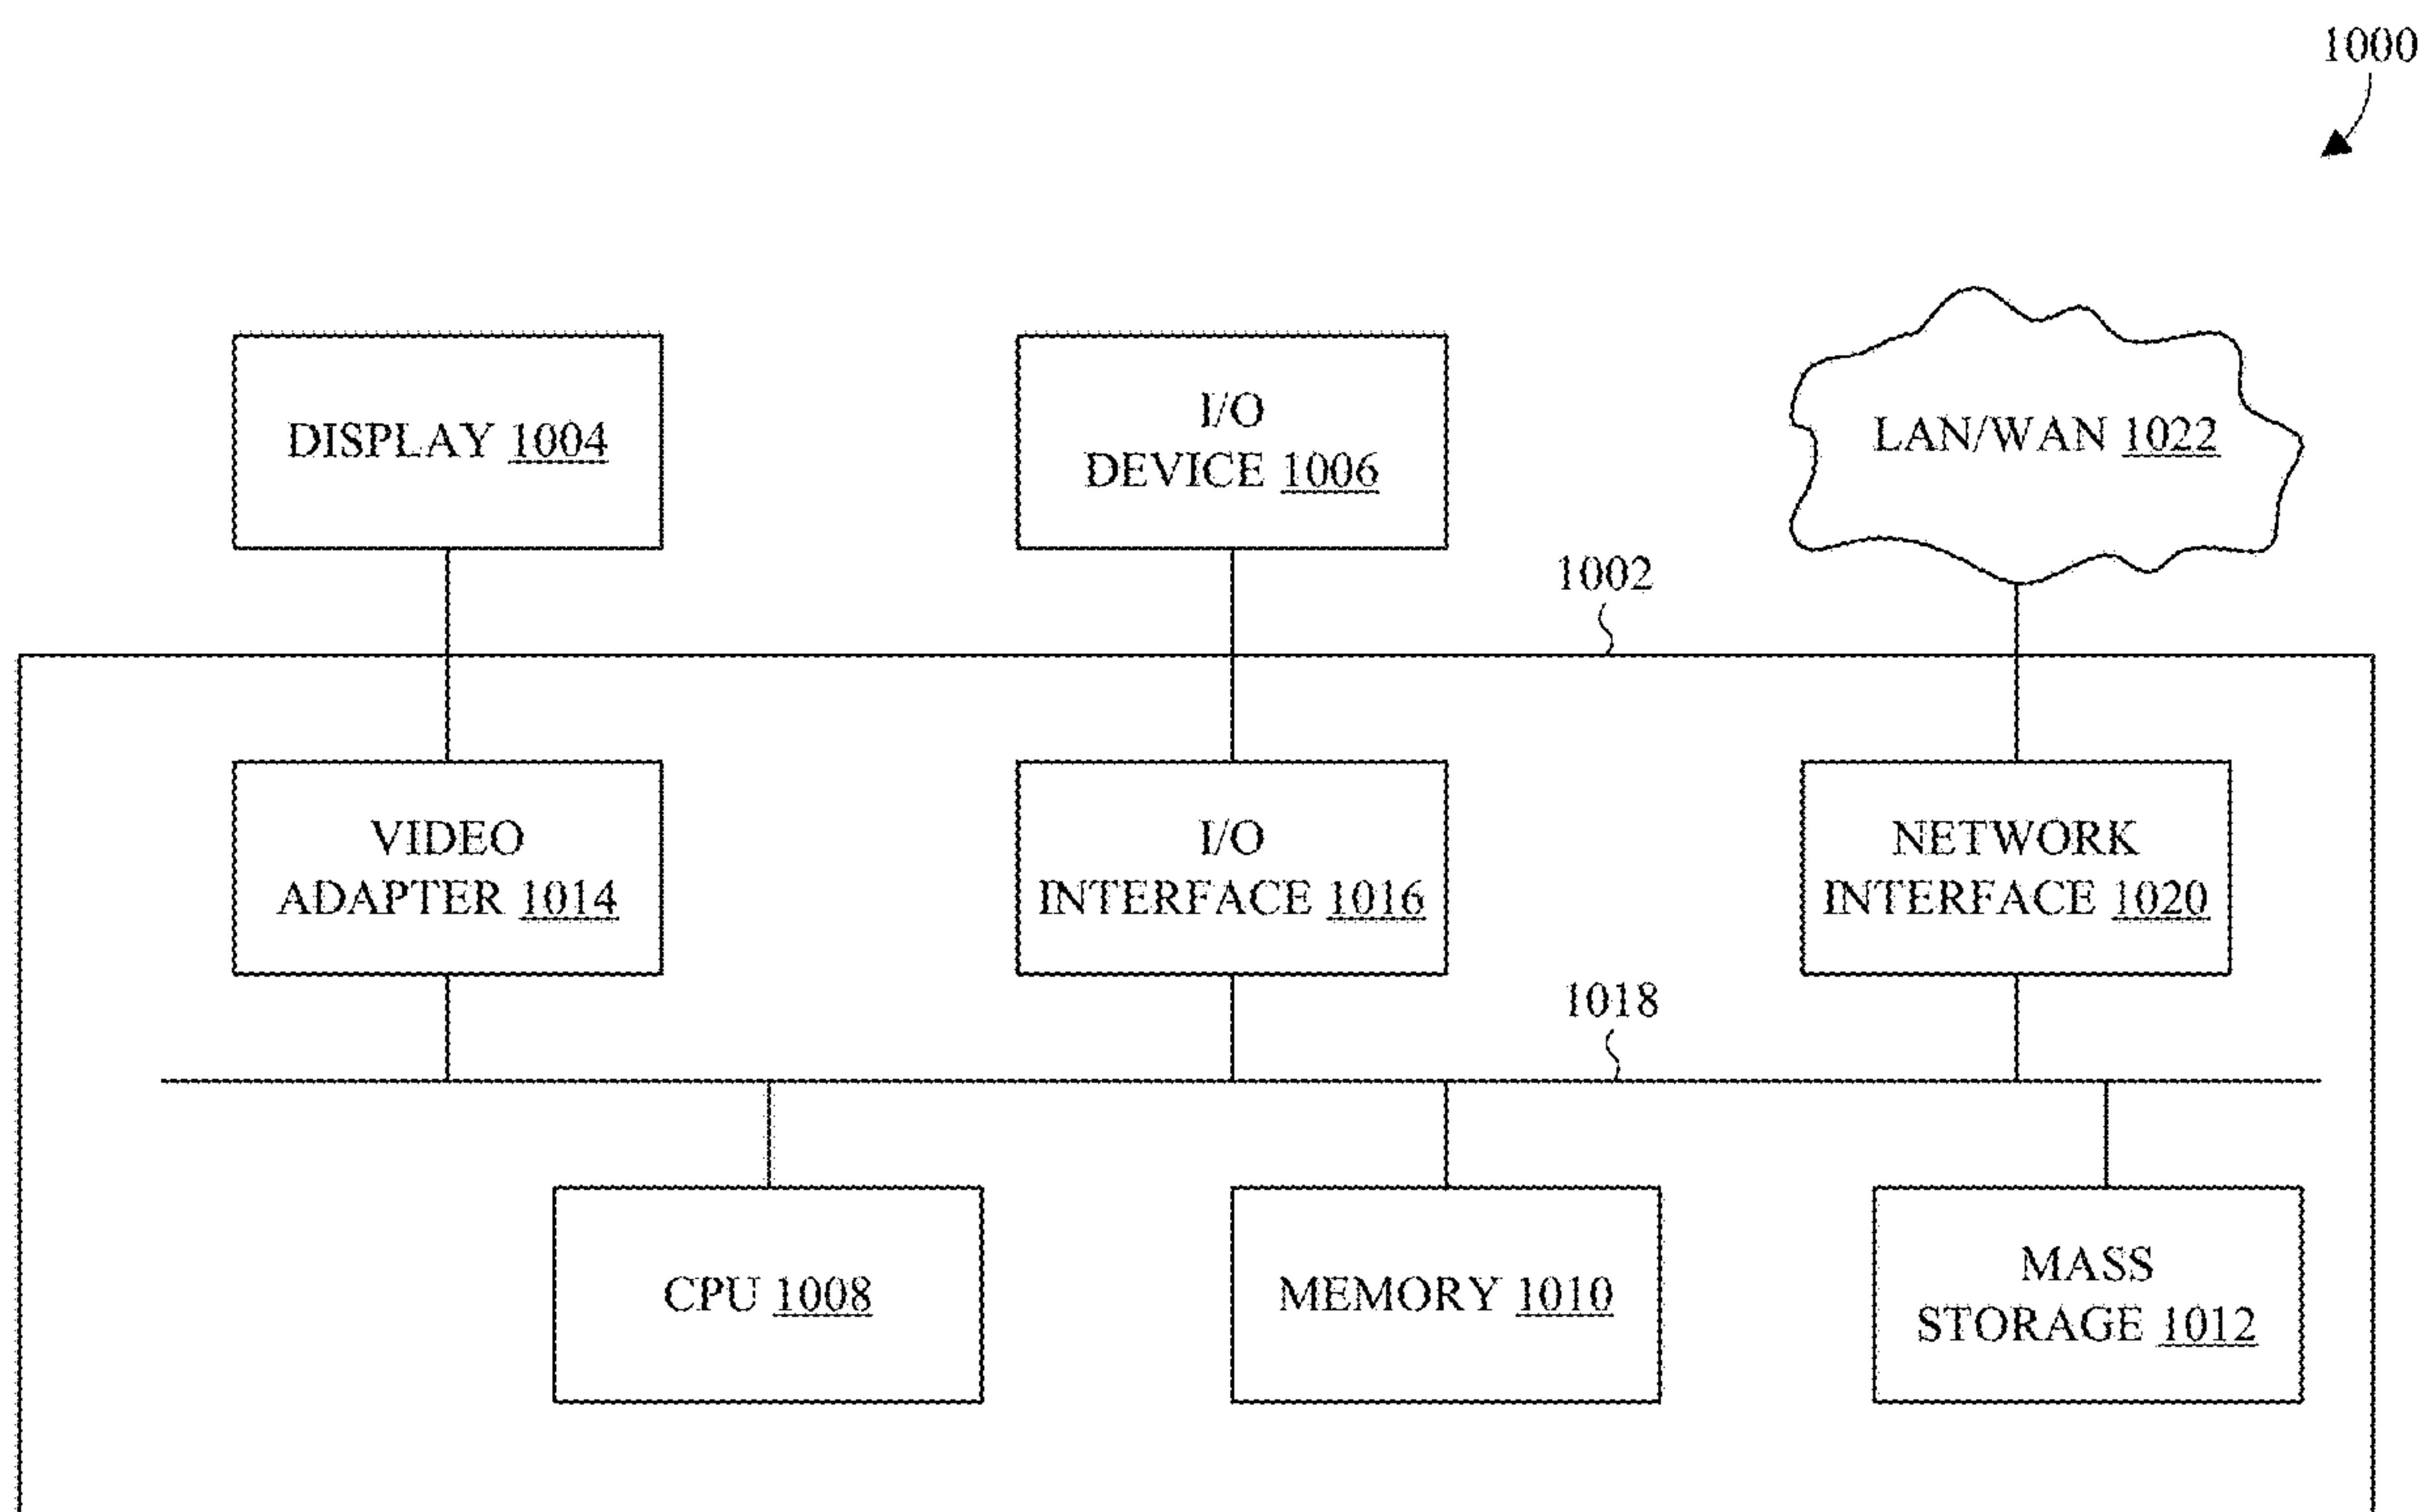 1000
DISPLAY 1004
I/O
DEVICE 1006
LAN/WAN 1022
1002
VIDEO
ADAPTER 1014
I/O
INTERFACE 1016
NETWORK
INTERFACE 1020
1018
CPU 1008
MEMORY 1010
MASS
STORAGE 1012